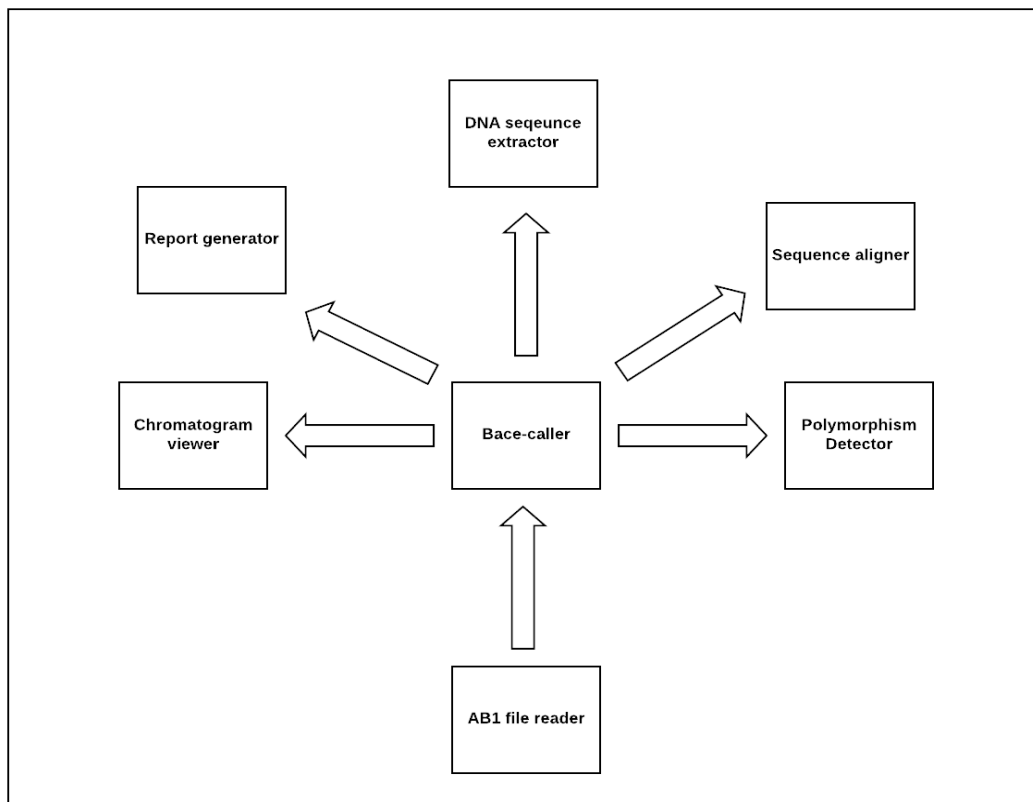 DNA seqeunce
extractor
Report generator
Sequence aligner
Chromatogram
viewer
Bace-caller
Polymorphism
Detector
AB1 file reader